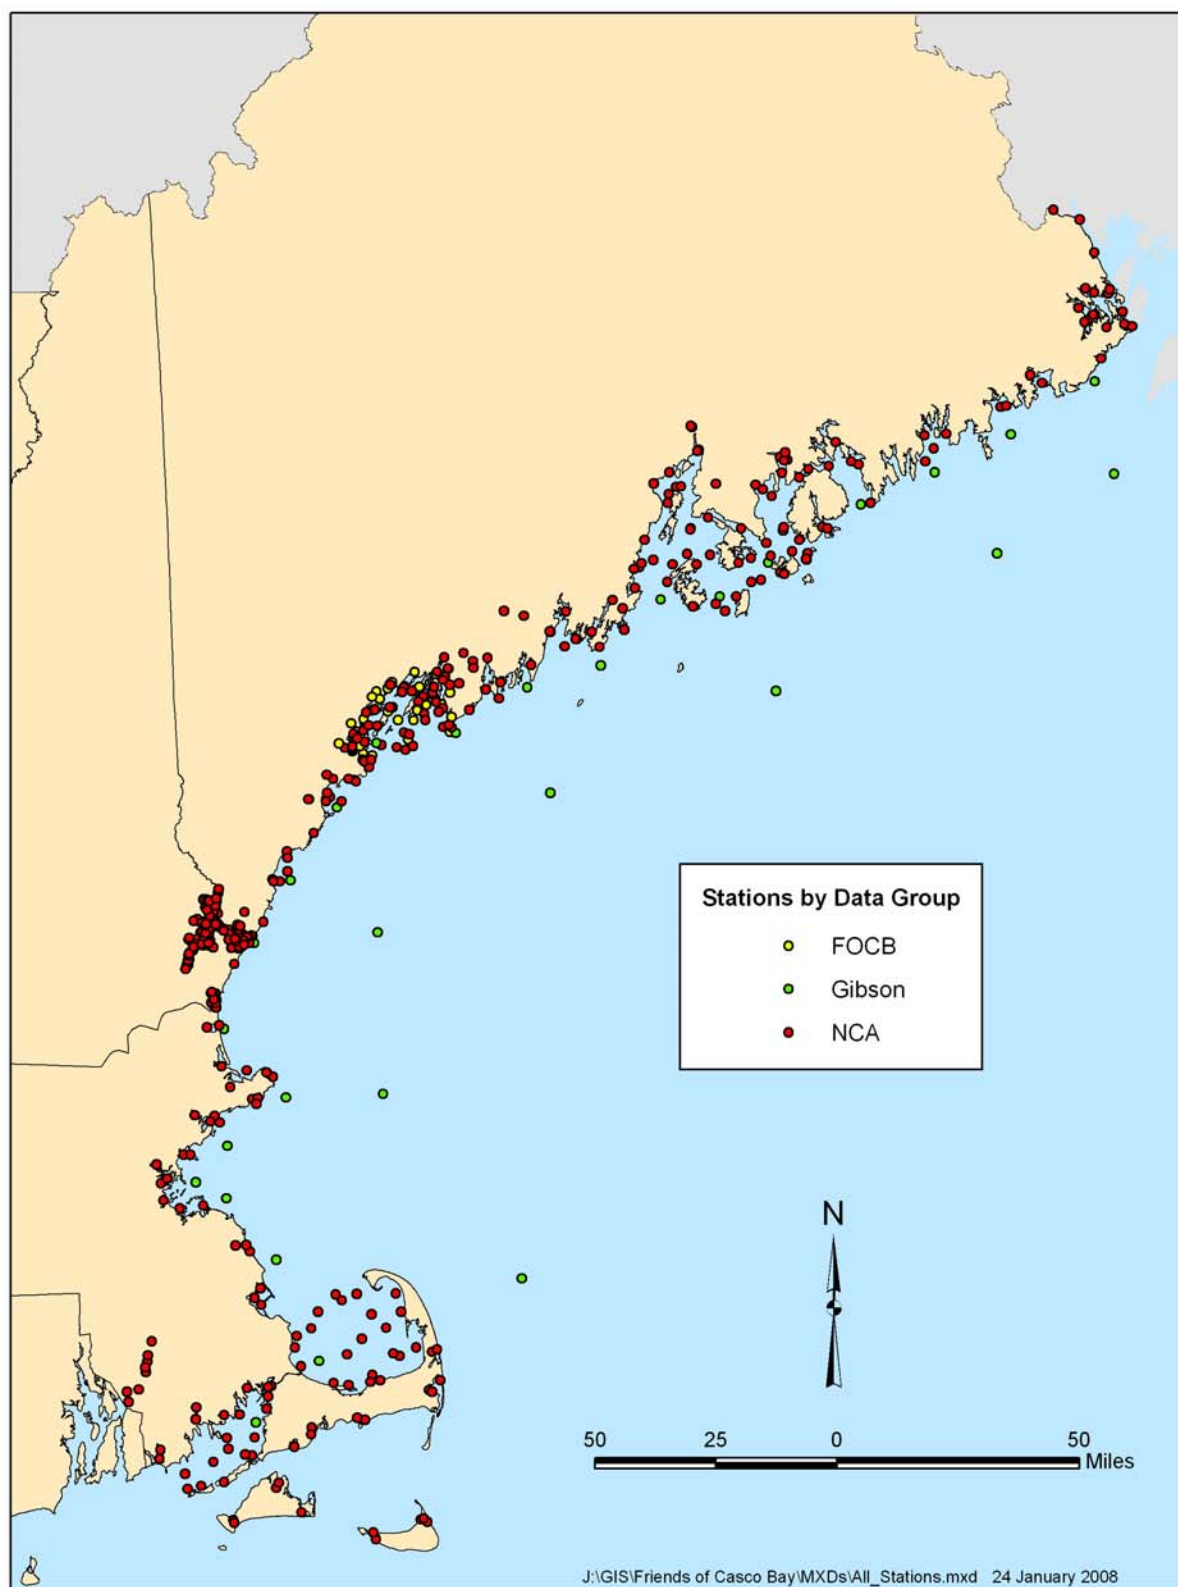 Stations by Data Group
FOCB
Gibson
NCA
N
50 25 0 50
Miles
J:\GIS\Friends of Casco Bay\MXDs\All_Stations.mxd 24 January 2008